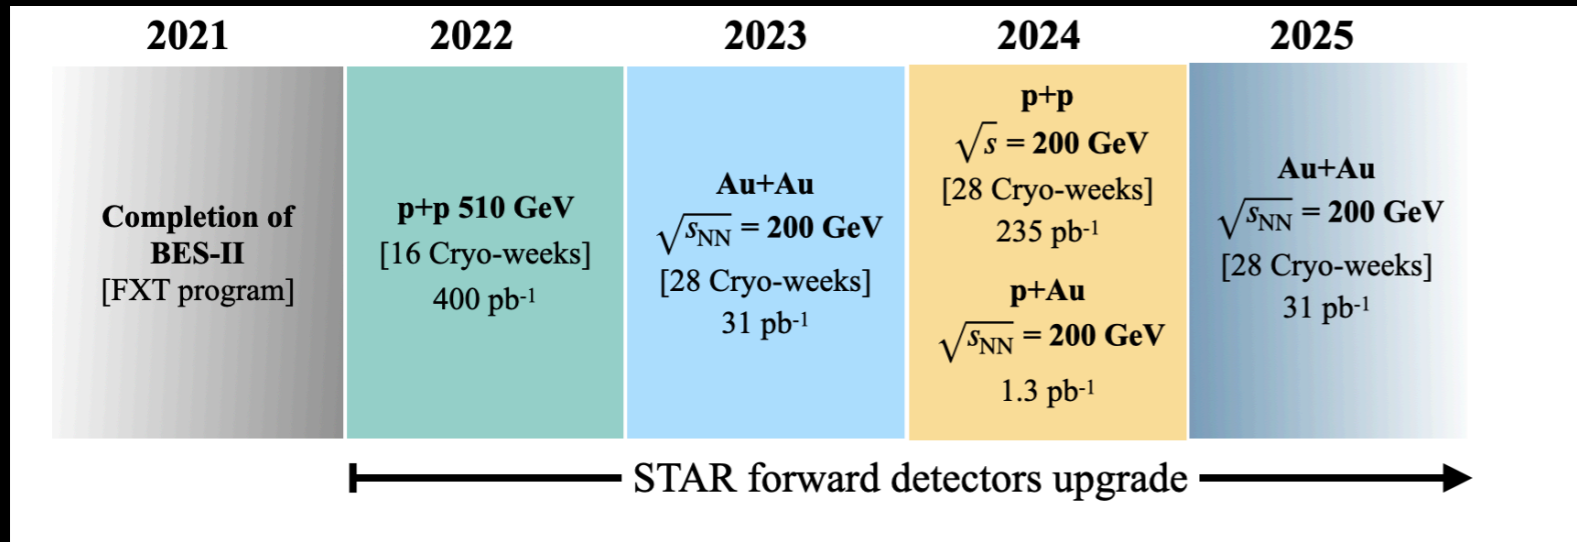 2021
2022
2023
2024
2025
Completion of
BES-II
[FXT program]
p+p 510 GeV
[16 Cryo-weeks]
400 pb⁻¹
Au+Au
√s_NN = 200 GeV
[28 Cryo-weeks]
31 pb⁻¹
p+p
√s = 200 GeV
[28 Cryo-weeks]
235 pb⁻¹
p+Au
√s_NN = 200 GeV
1.3 pb⁻¹
Au+Au
√s_NN = 200 GeV
[28 Cryo-weeks]
31 pb⁻¹
STAR forward detectors upgrade